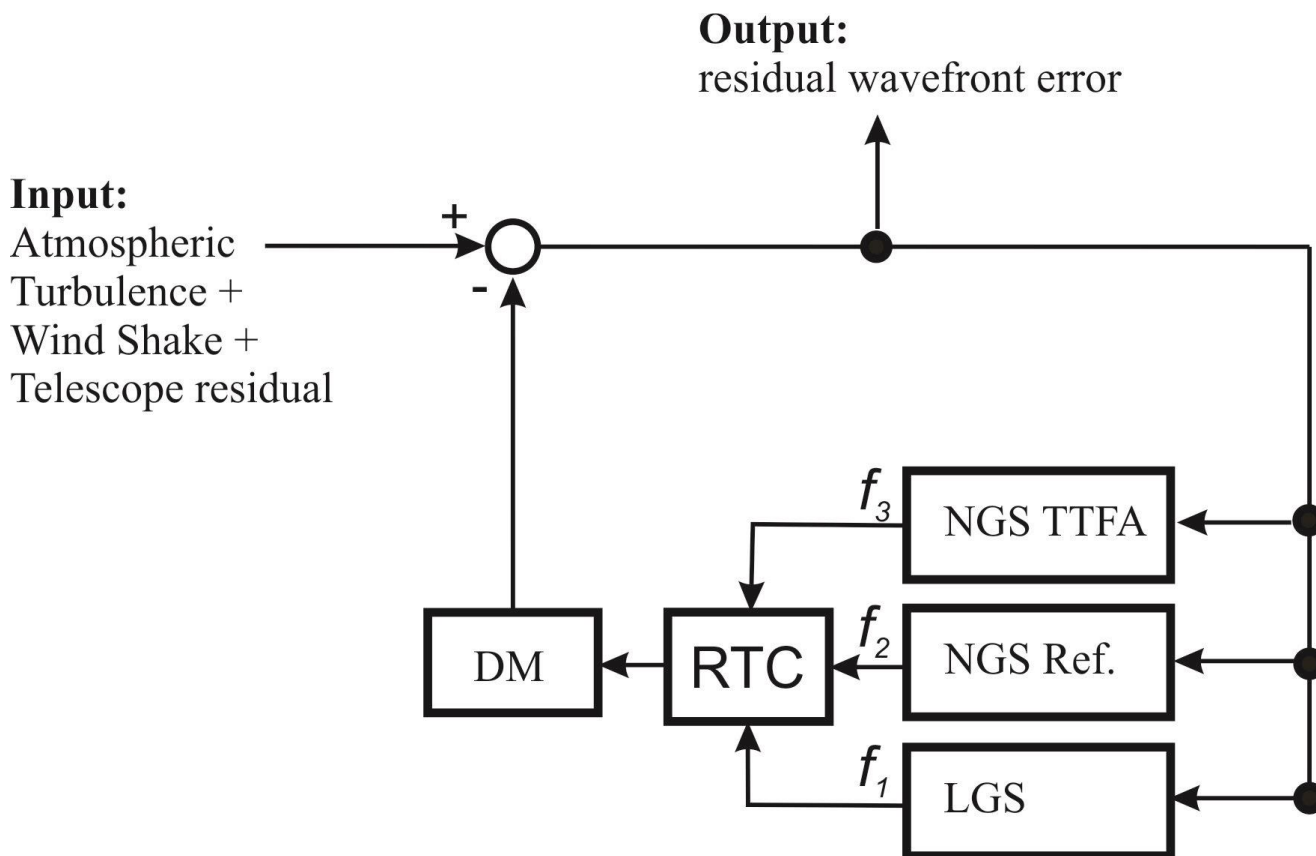 Output:
residual wavefront error
Input:
Atmospheric
Turbulence +
Wind Shake +
Telescope residual
+
-
f3
NGS TTFA
DM
RTC
f2
NGS Ref.
f1
LGS